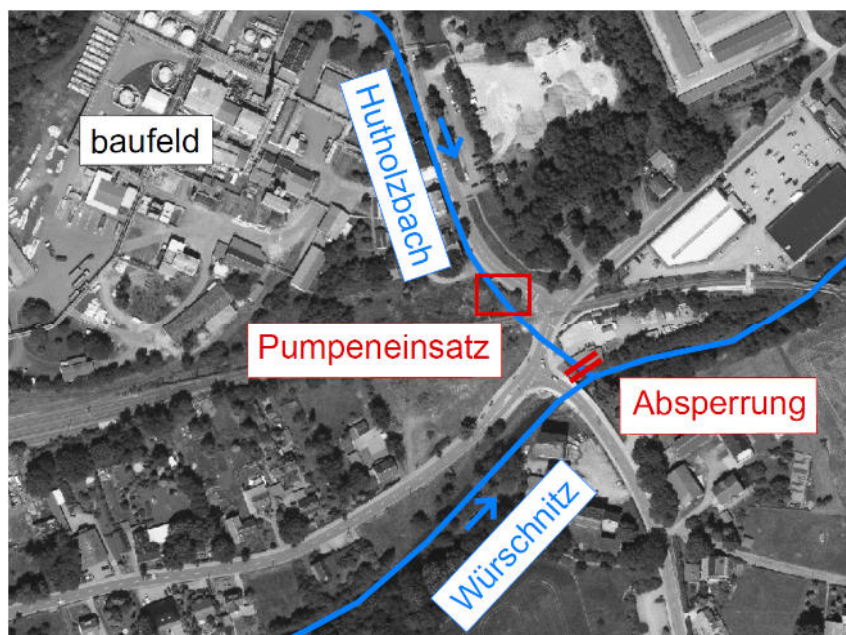 baufeld
Hutholzbach
Pumpeneinsatz
Absperrung
Würschnitz